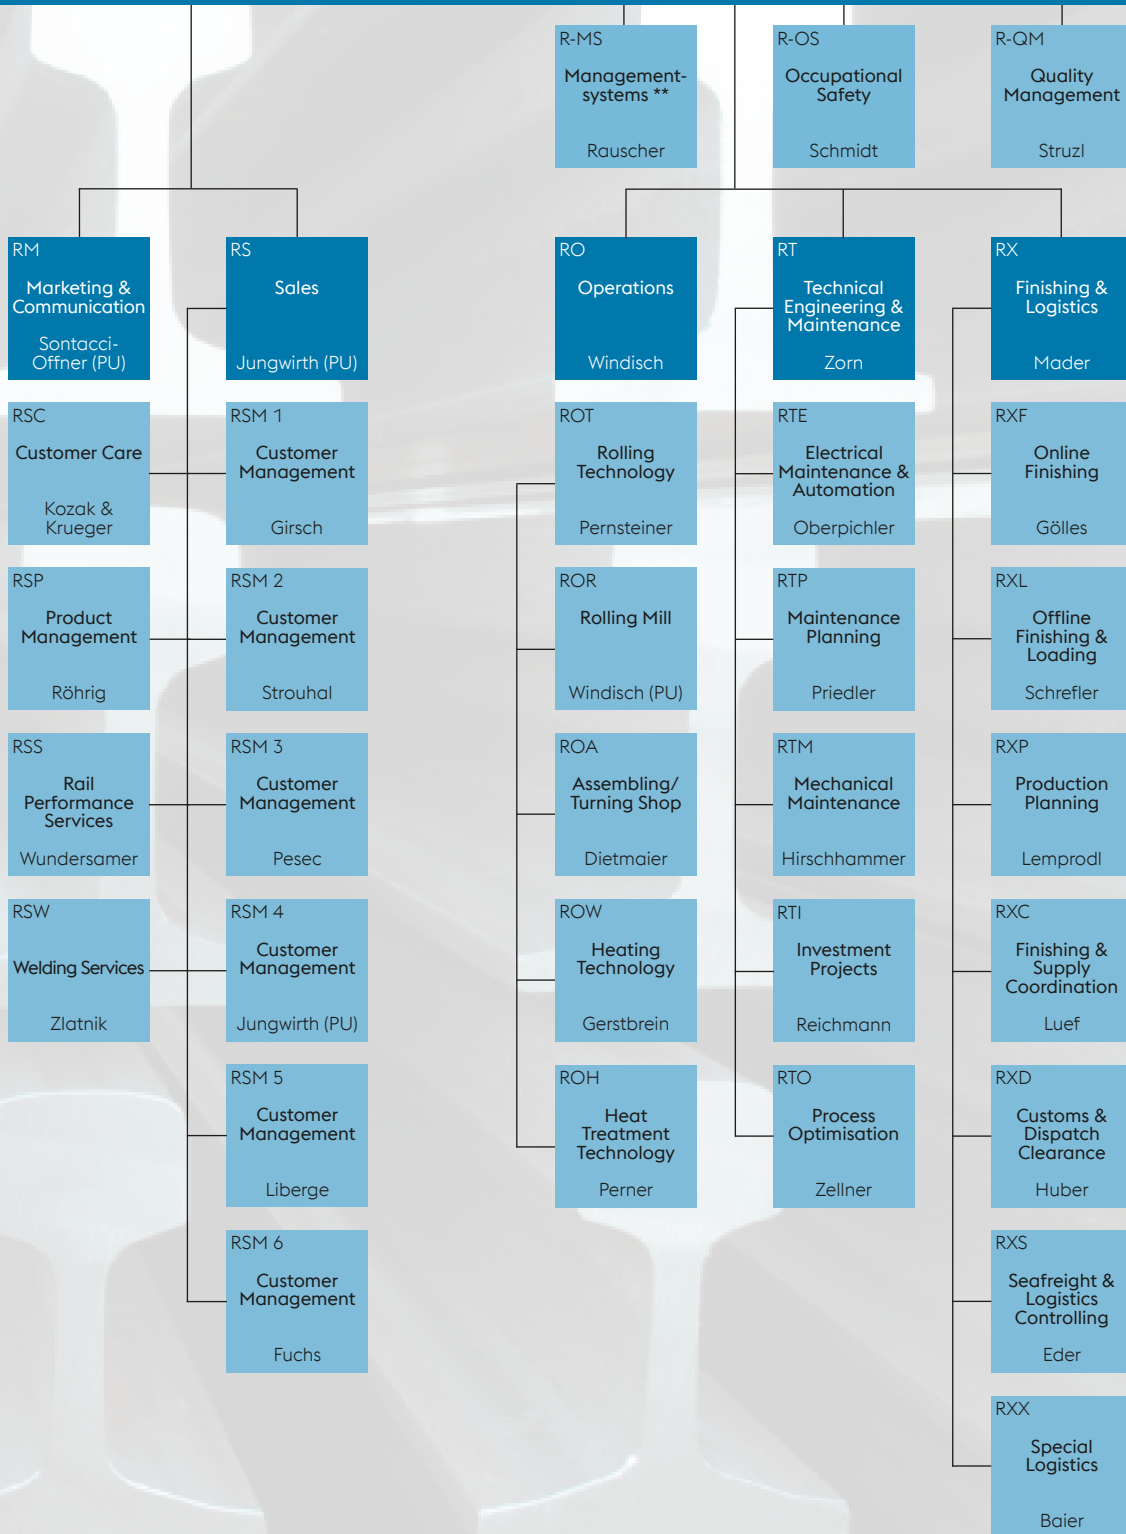 R-MS
Management-
systems **
Rauscher
R-OS
Occupational
Safety
Schmidt
R-QM
Quality
Management
Struzl
RM
Marketing &
Communication
Sontacci-
Offner (PU)
RS
Sales
Jungwirth (PU)
RO
Operations
Windisch
RT
Technical
Engineering &
Maintenance
Zorn
RX
Finishing &
Logistics
Mader
RSC
Customer Care
Kozak &
Krueger
RSM 1
Customer
Management
Girsch
ROT
Rolling
Technology
Pernsteiner
RTE
Electrical
Maintenance &
Automation
Oberpichler
RXF
Online
Finishing
Gölles
RSP
Product
Management
Röhrig
RSM 2
Customer
Management
Strouhal
ROR
Rolling Mill
Windisch (PU)
RTP
Maintenance
Planning
Priedler
RXL
Offline
Finishing &
Loading
Schrefler
RSS
Rail
Performance
Services
Wundersamer
RSM 3
Customer
Management
Pesec
ROA
Assembling/
Turning Shop
Dietmaier
RTM
Mechanical
Maintenance
Hirschhammer
RXP
Production
Planning
Lemprodl
RSW
Welding Services
Zlatnik
RSM 4
Customer
Management
Jungwirth (PU)
ROW
Heating
Technology
Gerstbrein
RTI
Investment
Projects
Reichmann
RXC
Finishing &
Supply
Coordination
Luef
RSM 5
Customer
Management
Liberge
ROH
Heat
Treatment
Technology
Perner
RTO
Process
Optimisation
Zellner
RXD
Customs &
Dispatch
Clearance
Huber
RSM 6
Customer
Management
Fuchs
RXS
Seafreight &
Logistics
Controlling
Eder
RXX
Special
Logistics
Baier